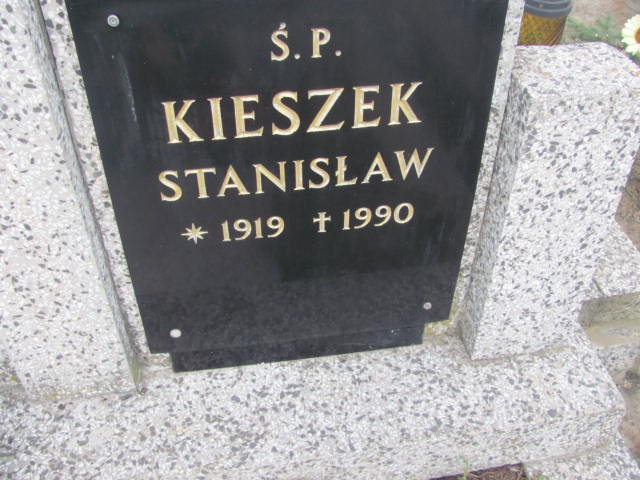 Ś. P.
KIESZEK
STANISŁAW
* 1919 † 1990